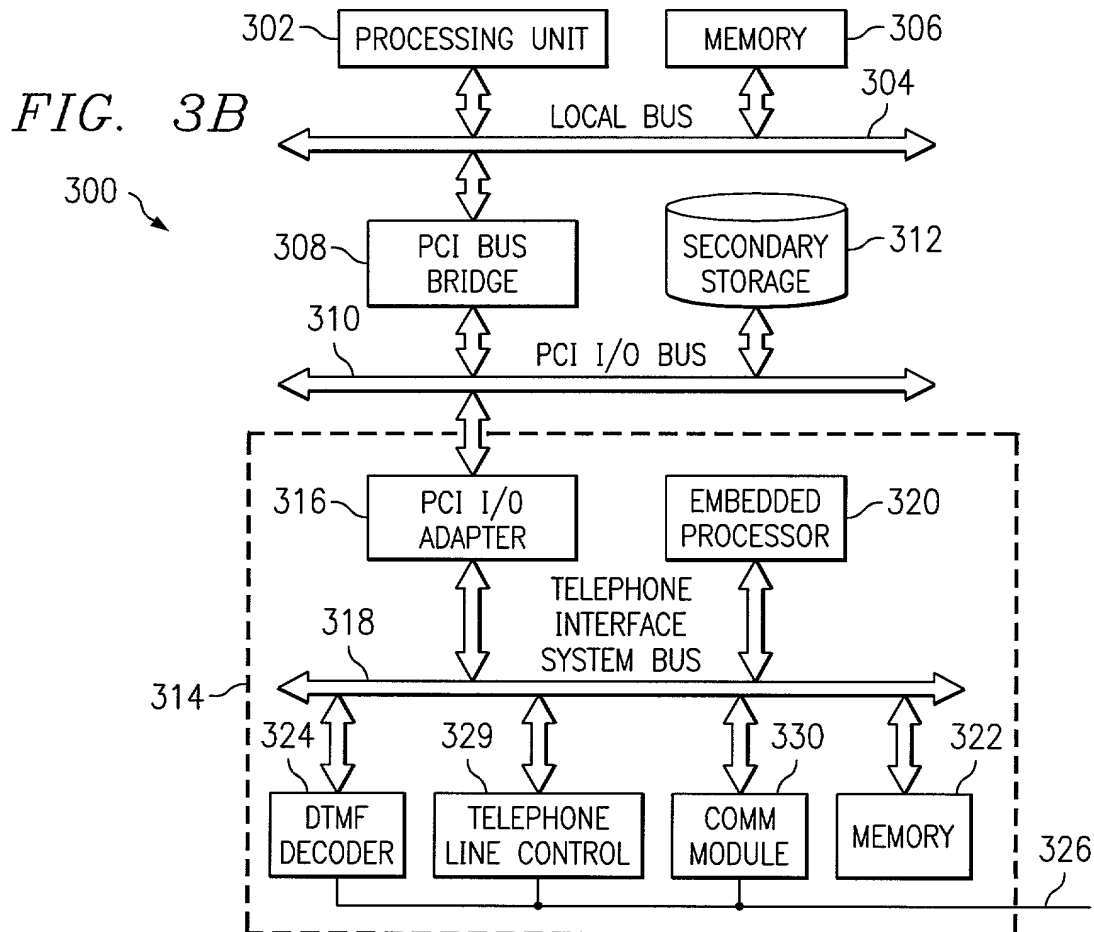 302
PROCESSING UNIT
MEMORY
306
FIG. 3B
LOCAL BUS
304
300
308
PCI BUS
BRIDGE
SECONDARY
STORAGE
312
310
PCI I/O BUS
316
PCI I/O
ADAPTER
EMBEDDED
PROCESSOR
320
TELEPHONE
INTERFACE
SYSTEM BUS
318
314
324
329
330
322
DTMF
DECODER
TELEPHONE
LINE CONTROL
COMM
MODULE
MEMORY
326